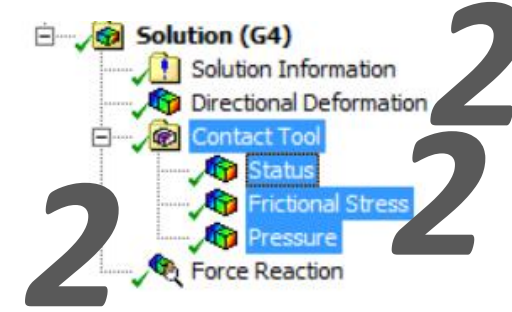 Solution (G4)
Solution Information
Directional Deformation
2
Contact Tool
Status
2
Frictional Stress
Pressure
2
Force Reaction